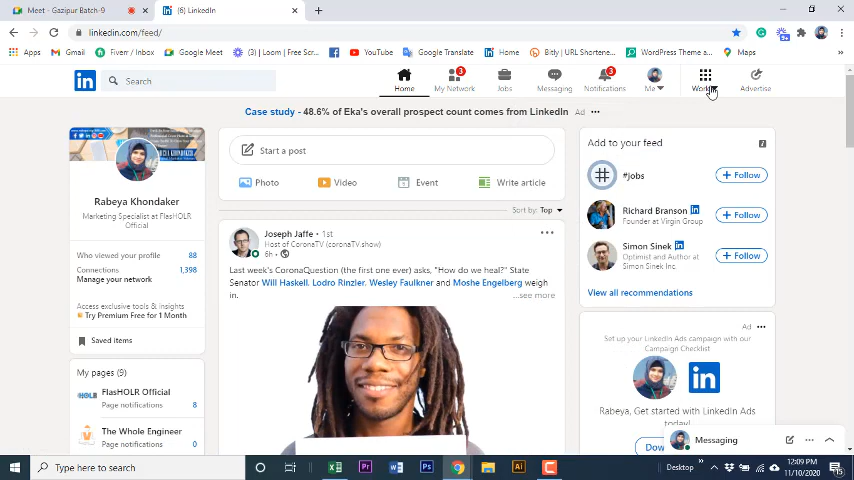 Meet - Gazipur Batch-9
(6) LinkedIn
linkedin.com/feed/
Apps Gmail Fiverr / Inbox Google Meet (Loom | Free Scr... YouTube Google Translate Home Bitly | URL Shortene... WordPress Theme a... Maps
Search
3 3
Home My Network Jobs Messaging Notifications Me Work Advertise
Case study - 48.6% of Eka's overall prospect count comes from LinkedIn Ad
Rabeya Khondaker
Marketing Specialist at FlasHOLR
Official
Who viewed your profile 88
Connections 1,398
Manage your network
Access exclusive tools & insights
Try Premium Free for 1 Month
Saved items
My pages (9)
FlasHOLR Official
Page notifications 8
The Whole Engineer
Page notifications 0
Start a post
Photo Video Event Write article
Sort by: Top
Joseph Jaffe • 1st
Host of CoronaTV (coronaTV.show)
6h •
Last week's CoronaQuestion (the first one ever) asks, "How do we heal?" State
Senator Will Haskell, Lodro Rinzler, Wesley Faulkner and Moshe Engelberg weigh
in.
...see more
Add to your feed
#jobs
+ Follow
Richard Branson
Founder at Virgin Group
+ Follow
Simon Sinek
Optimist and Author at
Simon Sinek Inc.
+ Follow
View all recommendations
Ad
Set up your LinkedIn Ads campaign with our
Campaign Checklist
Rabeya, Get started with LinkedIn Ads
today!
Dow
Messaging
Type here to search
Desktop
12:09 PM
11/10/2020